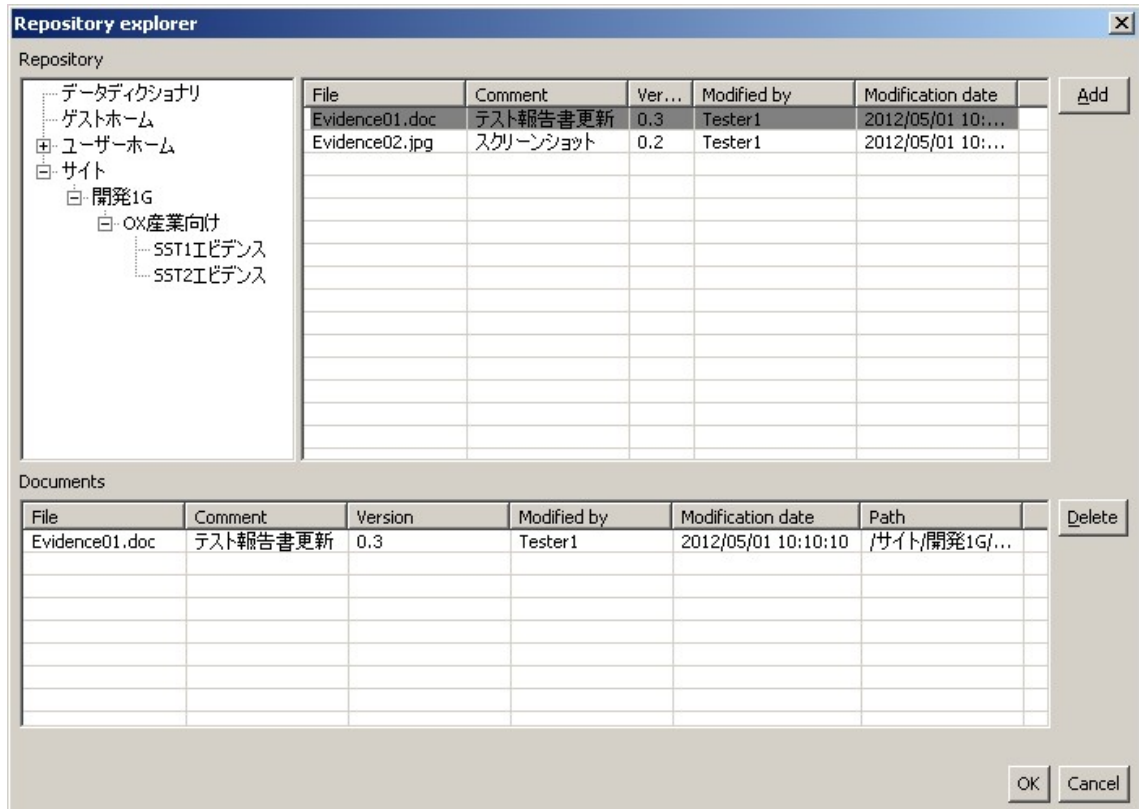 Repository explorer
Repository
データディクショナリ
ゲストホーム
ユーザーホーム
サイト
開発1G
OX産業向け
SST1エビデンス
SST2エビデンス
File Comment Ver... Modified by Modification date
Evidence01.doc テスト報告書更新 0.3 Tester1 2012/05/01 10:...
Evidence02.jpg スクリーンショット 0.2 Tester1 2012/05/01 10:...
Add
Documents
File Comment Version Modified by Modification date Path
Evidence01.doc テスト報告書更新 0.3 Tester1 2012/05/01 10:10:10 /サイト/開発1G/...
Delete
OK Cancel